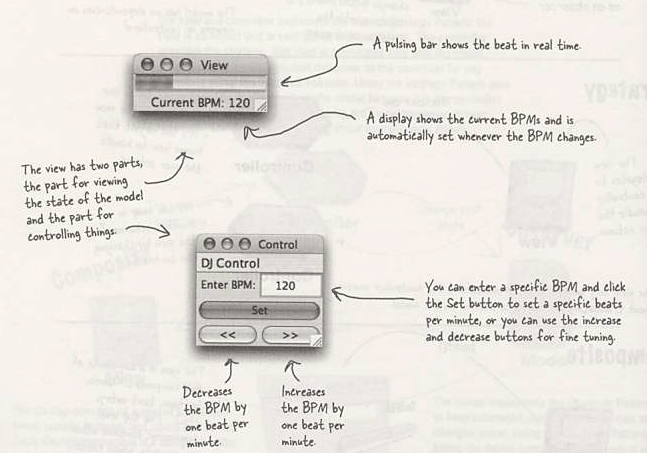 A pulsing bar shows the beat in real time.
View
Current BPM: 120
A display shows the current BPMs and is
automatically set whenever the BPM changes.
The view has two parts,
the part for viewing
the state of the model
and the part for
controlling things.
Control
DJ Control
Enter BPM: 120
Set
<< >>
You can enter a specific BPM and click
the Set button to set a specific beats
per minute, or you can use the increase
and decrease buttons for fine tuning.
Decreases
the BPM by
one beat per
minute.
Increases
the BPM by
one beat per
minute.